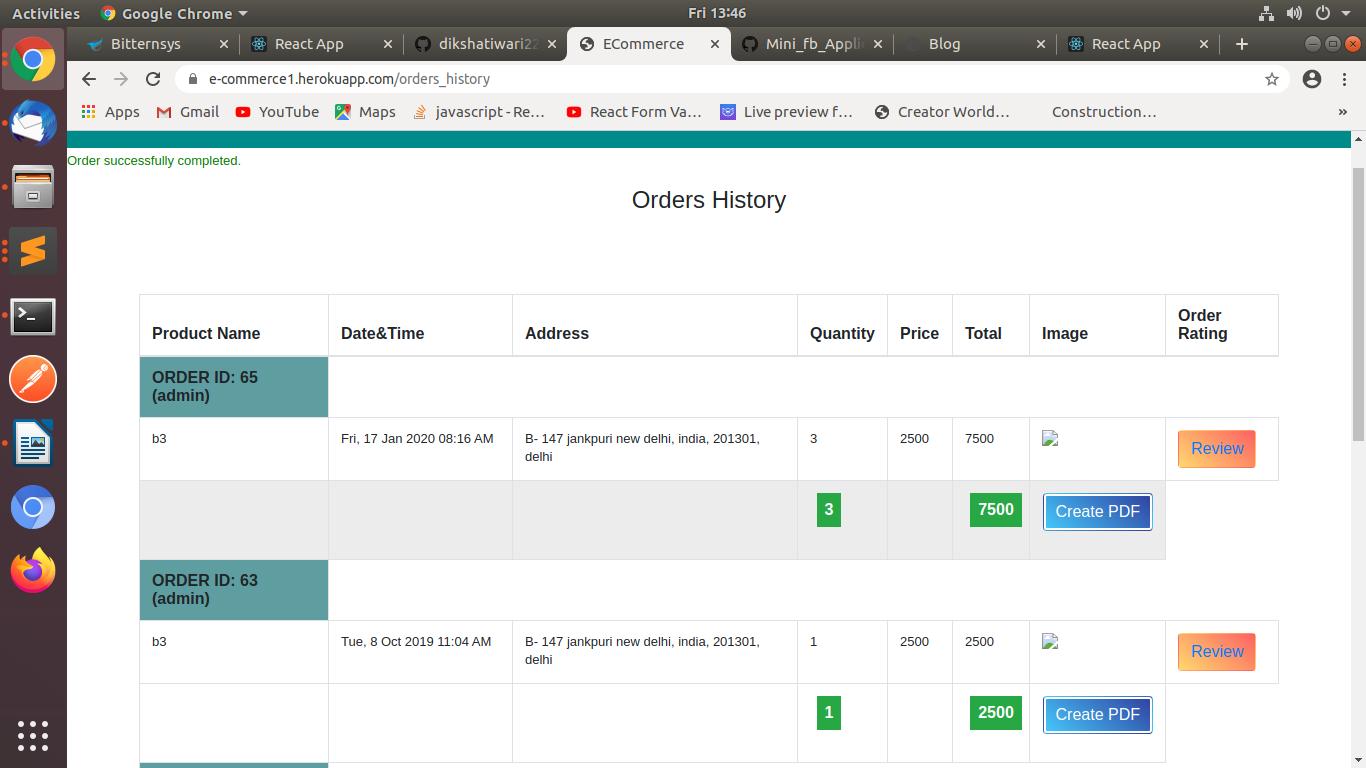 Activities Google Chrome Fri 13:46
Bitternsys React App dikshatiwari22 ECommerce Mini_fb_Appli Blog React App
e-commerce1.herokuapp.com/orders_history
Apps Gmail YouTube Maps javascript - Re... React Form Va... Live preview f... Creator World... Construction... »
Order successfully completed.
Orders History
Product Name Date&Time Address Quantity Price Total Image Order Rating
ORDER ID: 65
(admin)
b3 Fri, 17 Jan 2020 08:16 AM B- 147 jankpuri new delhi, india, 201301, 3 2500 7500 Review
delhi
3 7500 Create PDF
ORDER ID: 63
(admin)
b3 Tue, 8 Oct 2019 11:04 AM B- 147 jankpuri new delhi, india, 201301, 1 2500 2500 Review
delhi
1 2500 Create PDF